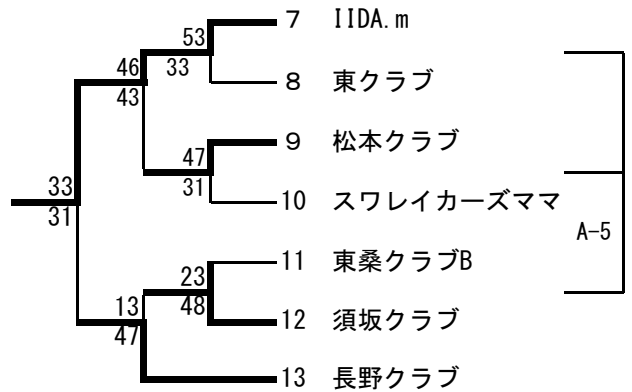 53 7 IIDA.m
46 33 8 東クラブ
43
47 9 松本クラブ
33 31 10 スワレイカーズママ
31 A-5
23 11 東桑クラブB
13 48 12 須坂クラブ
47
13 長野クラブ